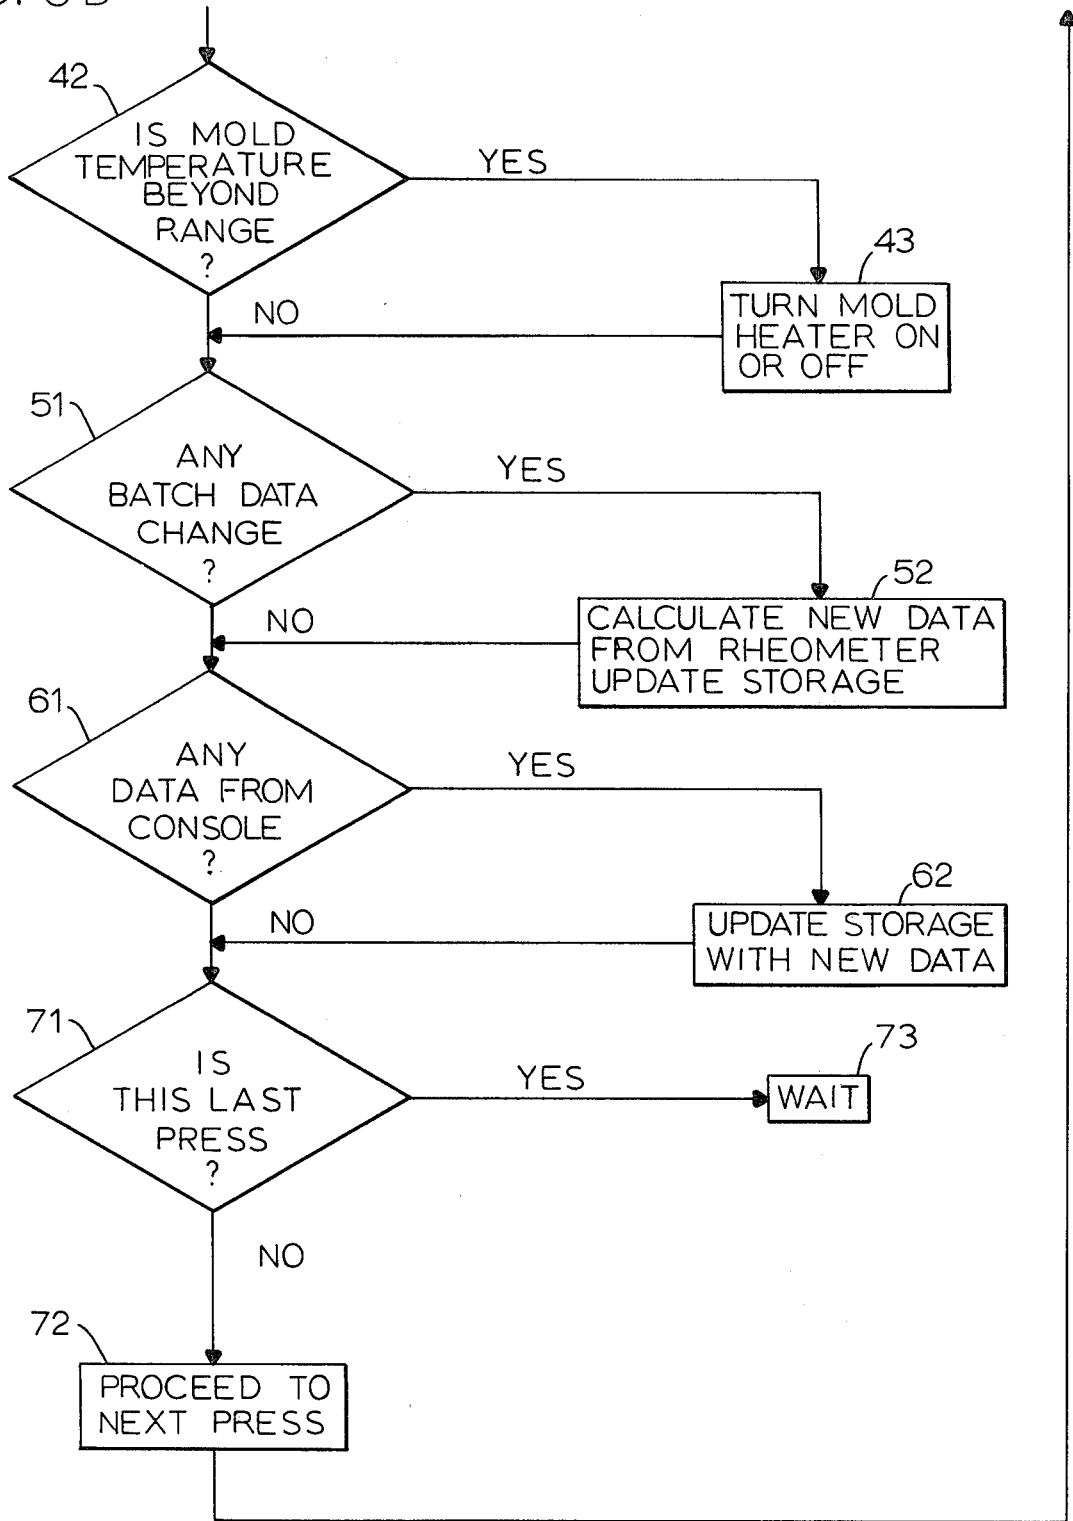 42
IS MOLD
TEMPERATURE
BEYOND
RANGE
?
YES
43
TURN MOLD
HEATER ON
OR OFF
NO
51
ANY
BATCH DATA
CHANGE
?
YES
52
CALCULATE NEW DATA
FROM RHEOMETER
UPDATE STORAGE
NO
61
ANY
DATA FROM
CONSOLE
?
YES
62
UPDATE STORAGE
WITH NEW DATA
NO
71
IS
THIS LAST
PRESS
?
YES
73
WAIT
NO
72
PROCEED TO
NEXT PRESS